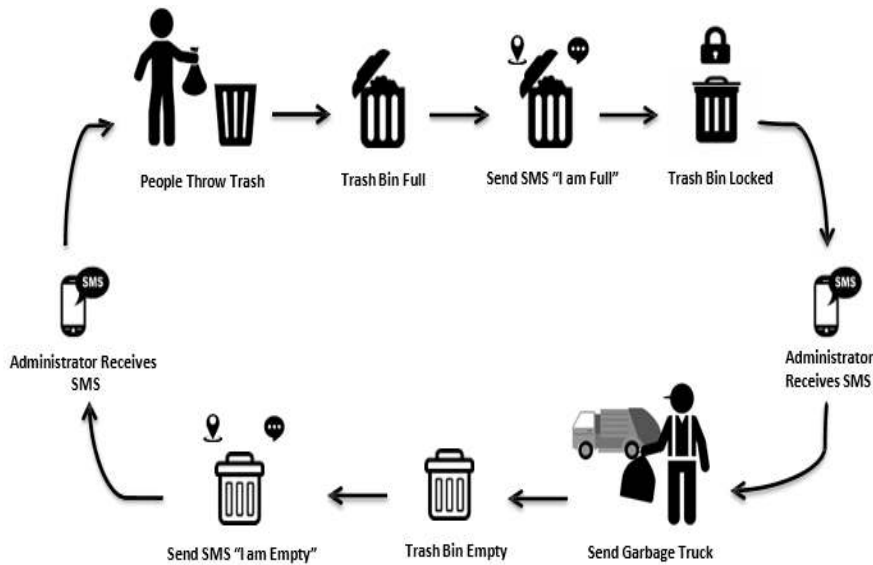 People Throw Trash
Trash Bin Full
Send SMS "I am Full"
Trash Bin Locked
SMS
Administrator
Receives SMS
Send Garbage Truck
Trash Bin Empty
Send SMS "I am Empty"
SMS
Administrator Receives
SMS